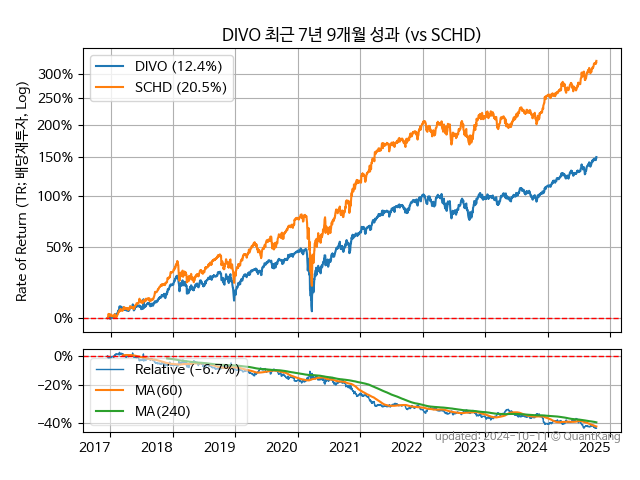 DIVO 최근 7년 9개월 성과 (vs SCHD)
Rate of Return (TR: 배당재투자, Log)
300%
250%
200%
150%
100%
50%
0%
DIVO (12.4%)
SCHD (20.5%)
0%
−20%
−40%
Relative (−6.7%)
MA(60)
MA(240)
updated: 2024-10-11 © QuantKang
2017 2018 2019 2020 2021 2022 2023 2024 2025